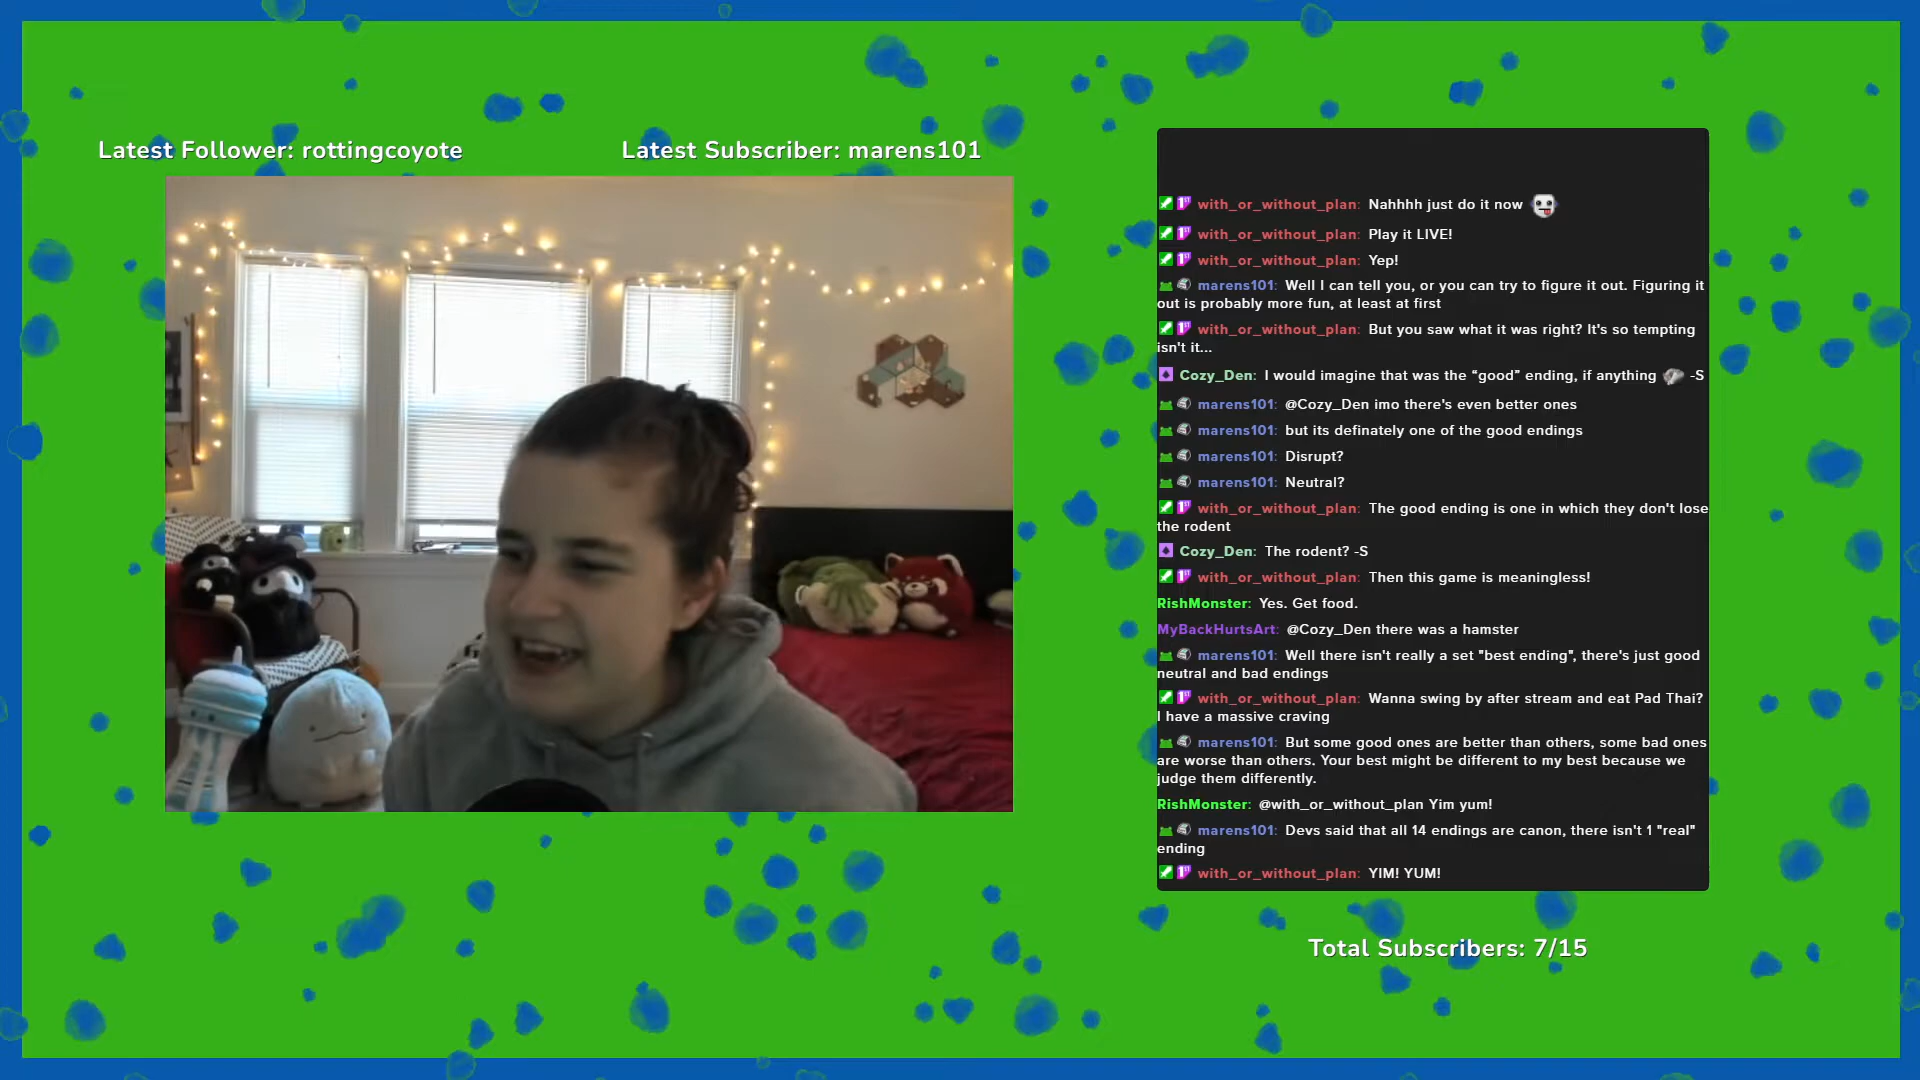 Latest Follower: rottingcoyote
Latest Subscriber: marens101
with_or_without_plan: Nahhhh just do it now
with_or_without_plan: Play it LIVE!
with_or_without_plan: Yep!
marens101: Well I can tell you, or you can try to figure it out. Figuring it
out is probably more fun, at least at first
with_or_without_plan: But you saw what it was right? It's so tempting
isn't it...
Cozy_Den: I would imagine that was the “good” ending, if anything -S
marens101: @Cozy_Den imo there's even better ones
marens101: but its definately one of the good endings
marens101: Disrupt?
marens101: Neutral?
with_or_without_plan: The good ending is one in which they don't lose
the rodent
Cozy_Den: The rodent? -S
with_or_without_plan: Then this game is meaningless!
RishMonster: Yes. Get food.
MyBackHurtsArt: @Cozy_Den there was a hamster
marens101: Well there isn't really a set "best ending", there's just good
neutral and bad endings
with_or_without_plan: Wanna swing by after stream and eat Pad Thai?
I have a massive craving
marens101: But some good ones are better than others, some bad ones
are worse than others. Your best might be different to my best because we
judge them differently.
RishMonster: @with_or_without_plan Yim yum!
marens101: Devs said that all 14 endings are canon, there isn't 1 "real"
ending
with_or_without_plan: YIM! YUM!
Total Subscribers: 7/15